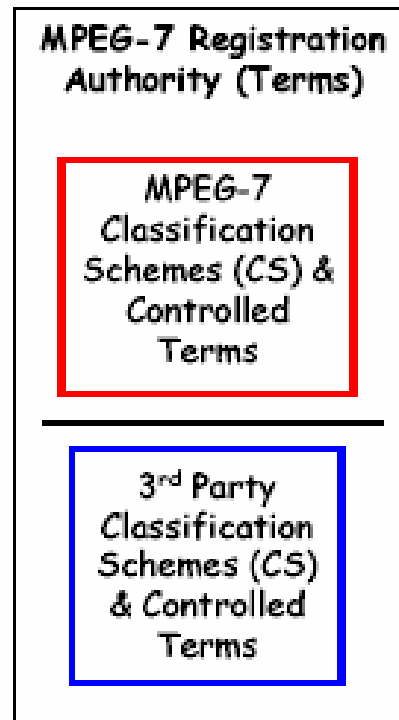 MPEG-7 Registration
Authority (Terms)
MPEG-7
Classification
Schemes (CS) &
Controlled
Terms
3rd Party
Classification
Schemes (CS)
& Controlled
Terms